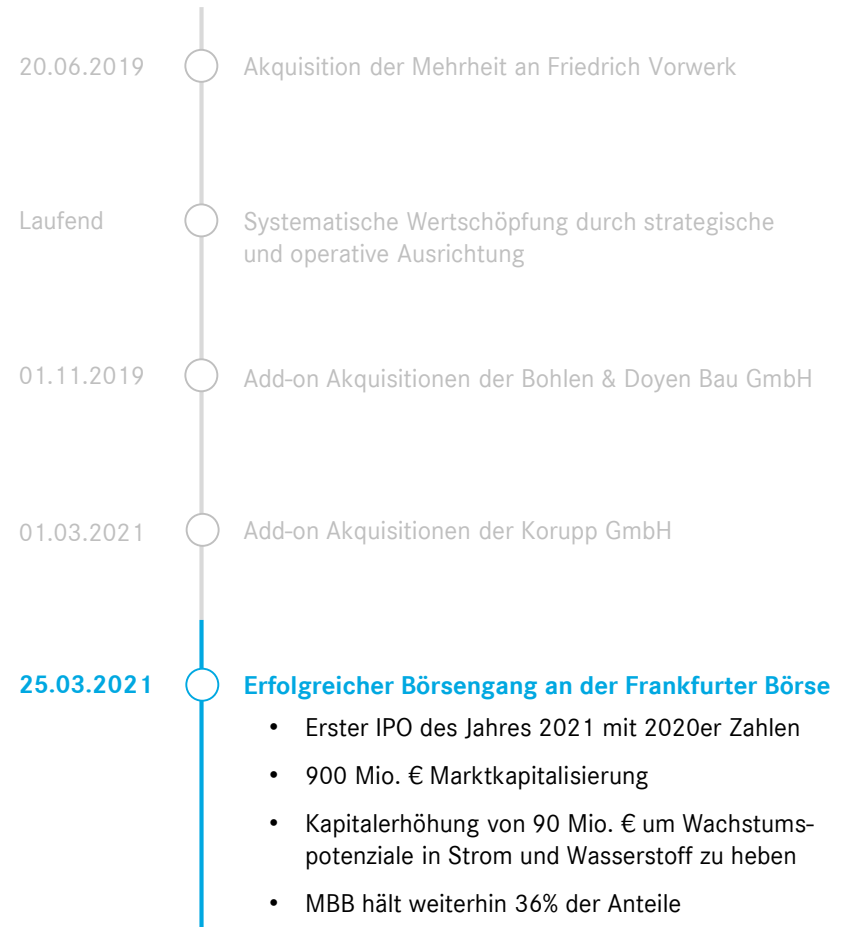 20.06.2019 Akquisition der Mehrheit an Friedrich Vorwerk
Laufend Systematische Wertschöpfung durch strategische
und operative Ausrichtung
01.11.2019 Add-on Akquisitionen der Bohlen & Doyen Bau GmbH
01.03.2021 Add-on Akquisitionen der Korupp GmbH
25.03.2021 Erfolgreicher Börsengang an der Frankfurter Börse
• Erster IPO des Jahres 2021 mit 2020er Zahlen
• 900 Mio. € Marktkapitalisierung
• Kapitalerhöhung von 90 Mio. € um Wachstums-
potenziale in Strom und Wasserstoff zu heben
• MBB hält weiterhin 36% der Anteile